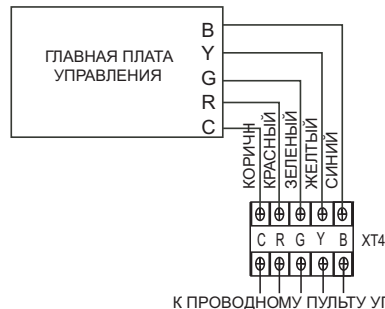 ГЛАВНАЯ ПЛАТА
УПРАВЛЕНИЯ
B
Y
G
R
C
КОРИЧН
КРАСНЫЙ
ЗЕЛЕНЫЙ
ЖЕЛТЫЙ
СИНИЙ
C R G Y B XT4
К ПРОВОДНОМУ ПУЛЬТУ УП